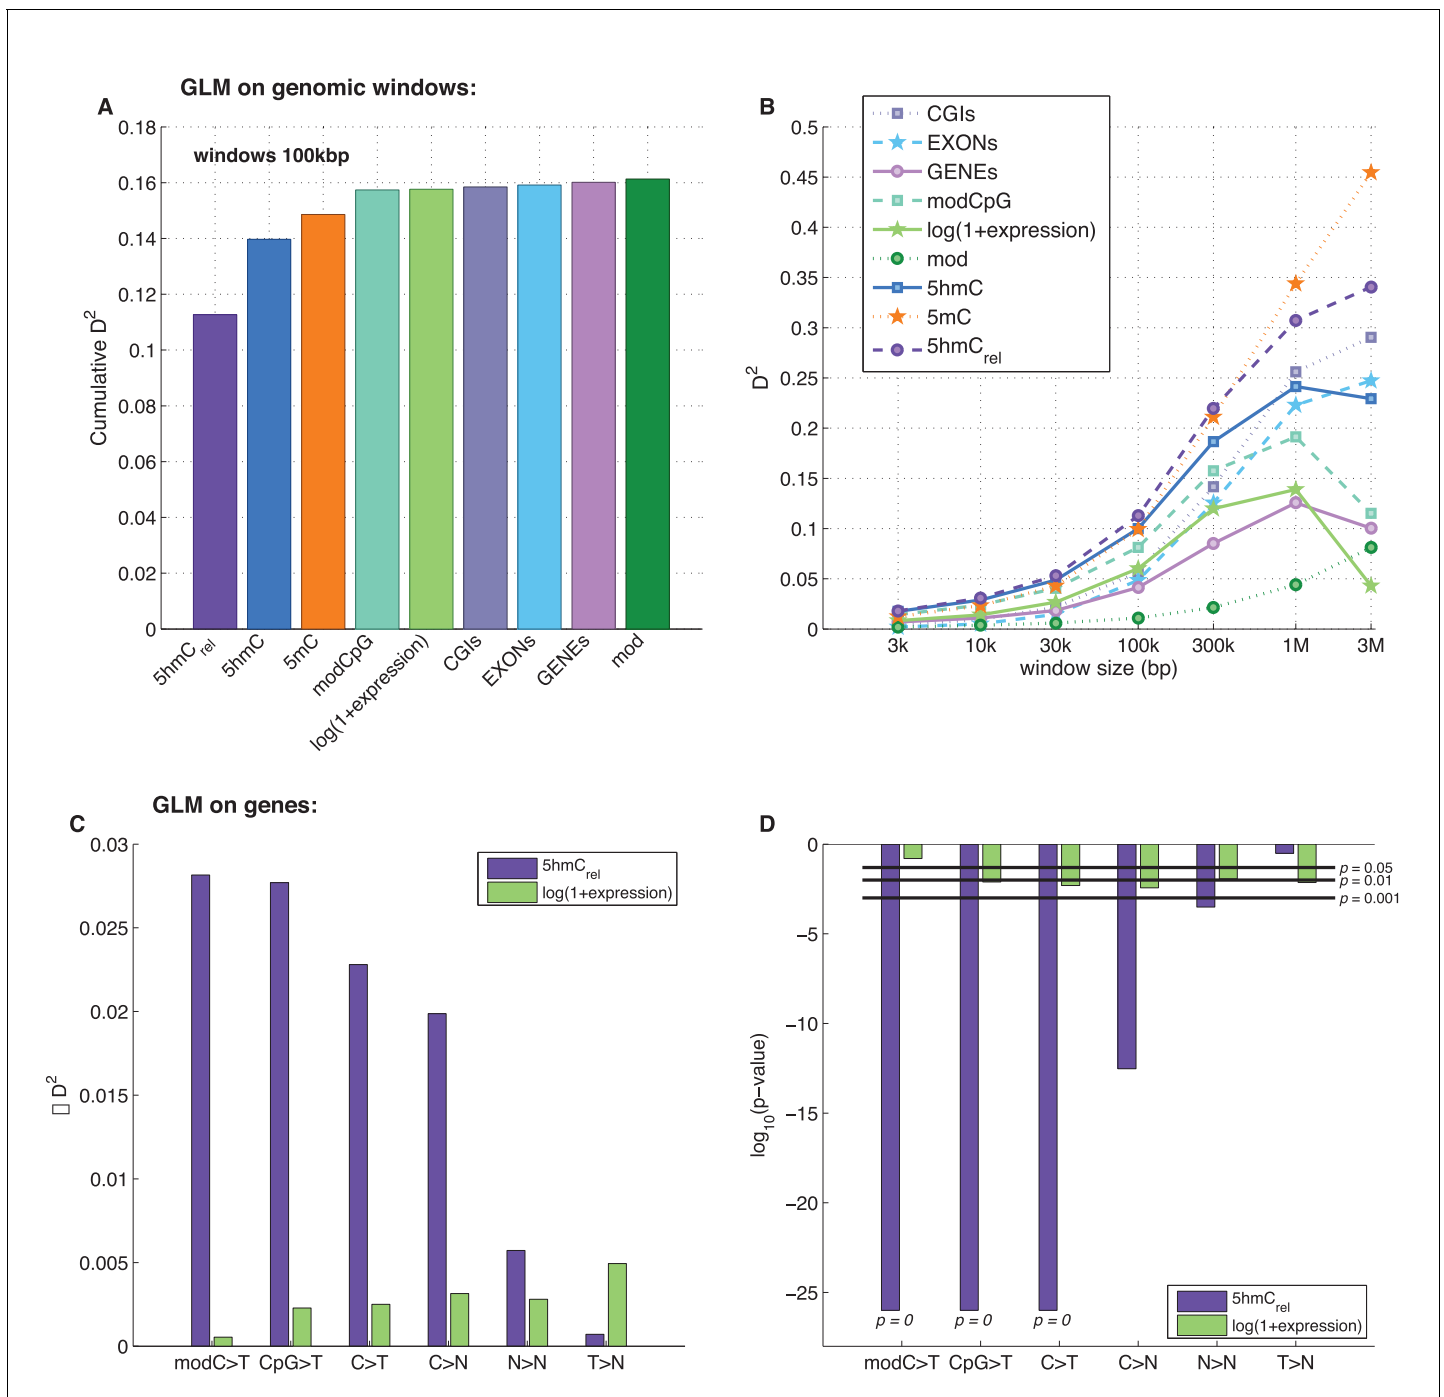 GLM on genomic windows:
A
windows 100kbp
Cumulative D2
0.18
0.16
0.14
0.12
0.1
0.08
0.06
0.04
0.02
0
5hmCrel
5hmC
5mC
modCpG
log(1+expression)
CGIs
EXONs
GENEs
mod
B
CGIs
EXONs
GENEs
modCpG
log(1+expression)
mod
5hmC
5mC
5hmCrel
D2
0.5
0.45
0.4
0.35
0.3
0.25
0.2
0.15
0.1
0.05
0
3k 10k 30k 100k 300k 1M 3M
window size (bp)
GLM on genes:
C
5hmCrel
log(1+expression)
▯ D2
0.03
0.025
0.02
0.015
0.01
0.005
0
modC>T CpG>T C>T C>N N>N T>N
D
0
−5
−10
−15
−20
−25
log10(p−value)
p = 0.05
p = 0.01
p = 0.001
p = 0 p = 0 p = 0
5hmCrel
log(1+expression)
modC>T CpG>T C>T C>N N>N T>N